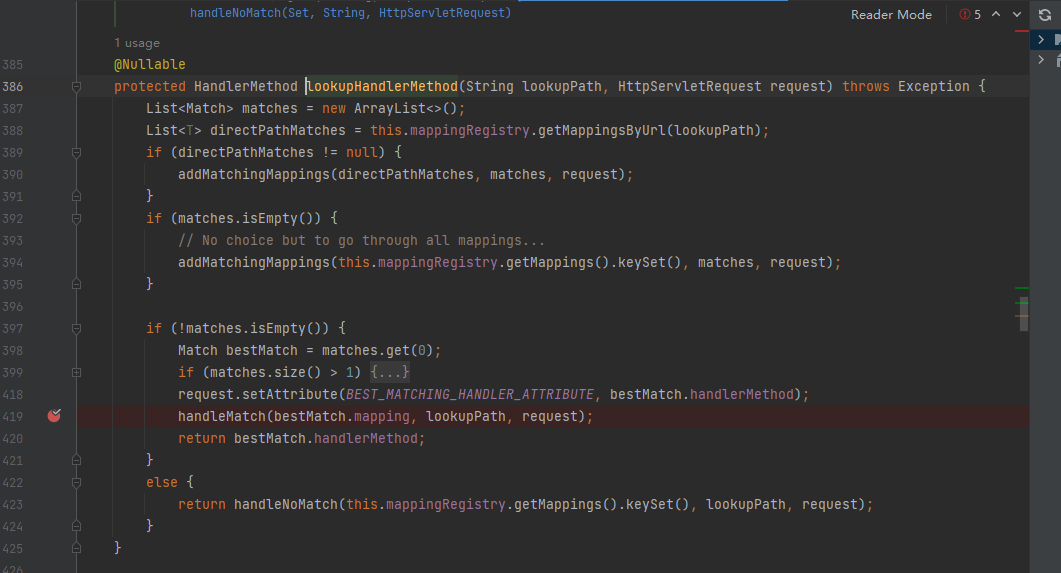 handleNoMatch(Set, String, HttpServletRequest)
Reader Mode 5
1 usage
385 @Nullable
386 protected HandlerMethod lookupHandlerMethod(String lookupPath, HttpServletRequest request) throws Exception {
387 List<Match> matches = new ArrayList<>();
388 List<T> directPathMatches = this.mappingRegistry.getMappingsByUrl(lookupPath);
389 if (directPathMatches != null) {
390 addMatchingMappings(directPathMatches, matches, request);
391 }
392 if (matches.isEmpty()) {
393 // No choice but to go through all mappings...
394 addMatchingMappings(this.mappingRegistry.getMappings().keySet(), matches, request);
395 }
396
397 if (!matches.isEmpty()) {
398 Match bestMatch = matches.get(0);
399 if (matches.size() > 1) {...}
418 request.setAttribute(BEST_MATCHING_HANDLER_ATTRIBUTE, bestMatch.handlerMethod);
419 handleMatch(bestMatch.mapping, lookupPath, request);
420 return bestMatch.handlerMethod;
421 }
422 else {
423 return handleNoMatch(this.mappingRegistry.getMappings().keySet(), lookupPath, request);
424 }
425 }
426